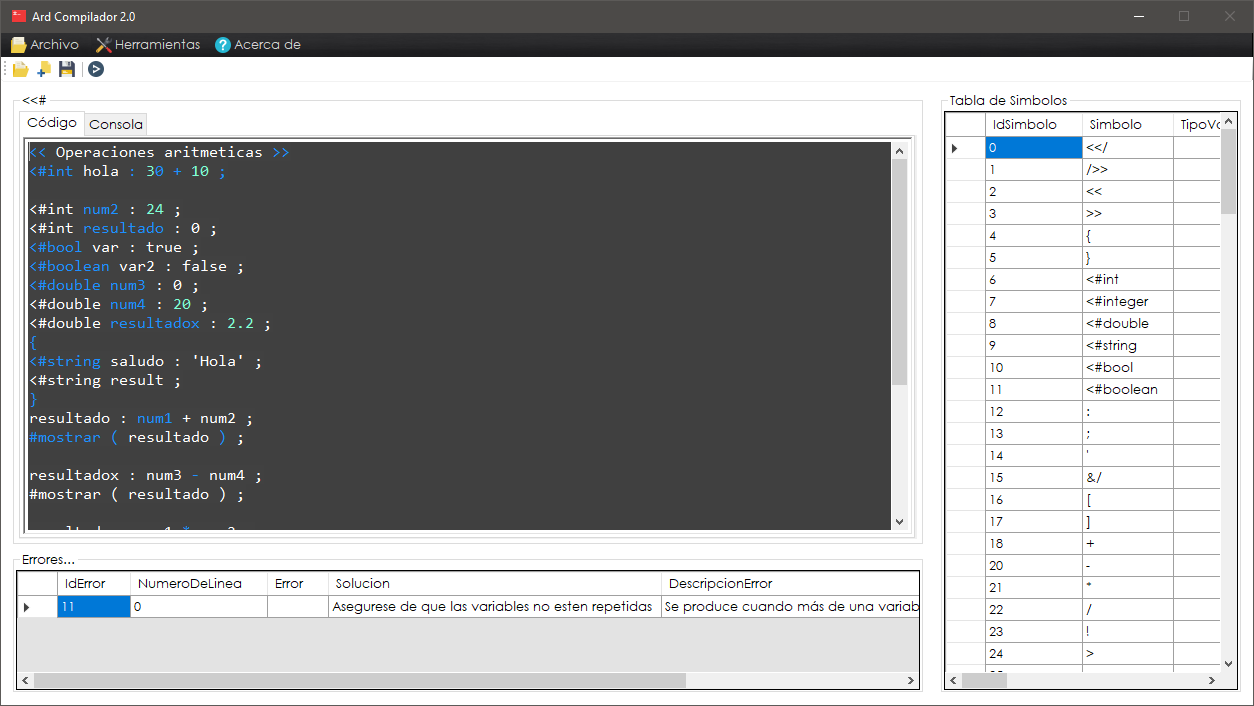 Ard Compilador 2.0
Archivo Herramientas Acerca de
<<#
Código Consola
<< Operaciones aritmeticas >>
<#int hola : 30 + 10 ;
<#int num2 : 24 ;
<#int resultado : 0 ;
<#bool var : true ;
<#boolean var2 : false ;
<#double num3 : 0 ;
<#double num4 : 20 ;
<#double resultadox : 2.2 ;
{
<#string saludo : 'Hola' ;
<#string result ;
}
resultado : num1 + num2 ;
#mostrar ( resultado ) ;
resultadox : num3 - num4 ;
#mostrar ( resultado ) ;
Errores...
IdError NumeroDeLinea Error Solucion DescripcionError
11 0 Asegurese de que las variables no esten repetidas Se produce cuando más de una variab
Tabla de Simbolos
IdSimbolo Simbolo TipoVa
0 <</
1 />>
2 <<
3 >>
4 {
5 }
6 <#int
7 <#integer
8 <#double
9 <#string
10 <#bool
11 <#boolean
12 :
13 ;
14 '
15 &/
16 [
17 ]
18 +
20 -
21 *
22 /
23 !
24 >